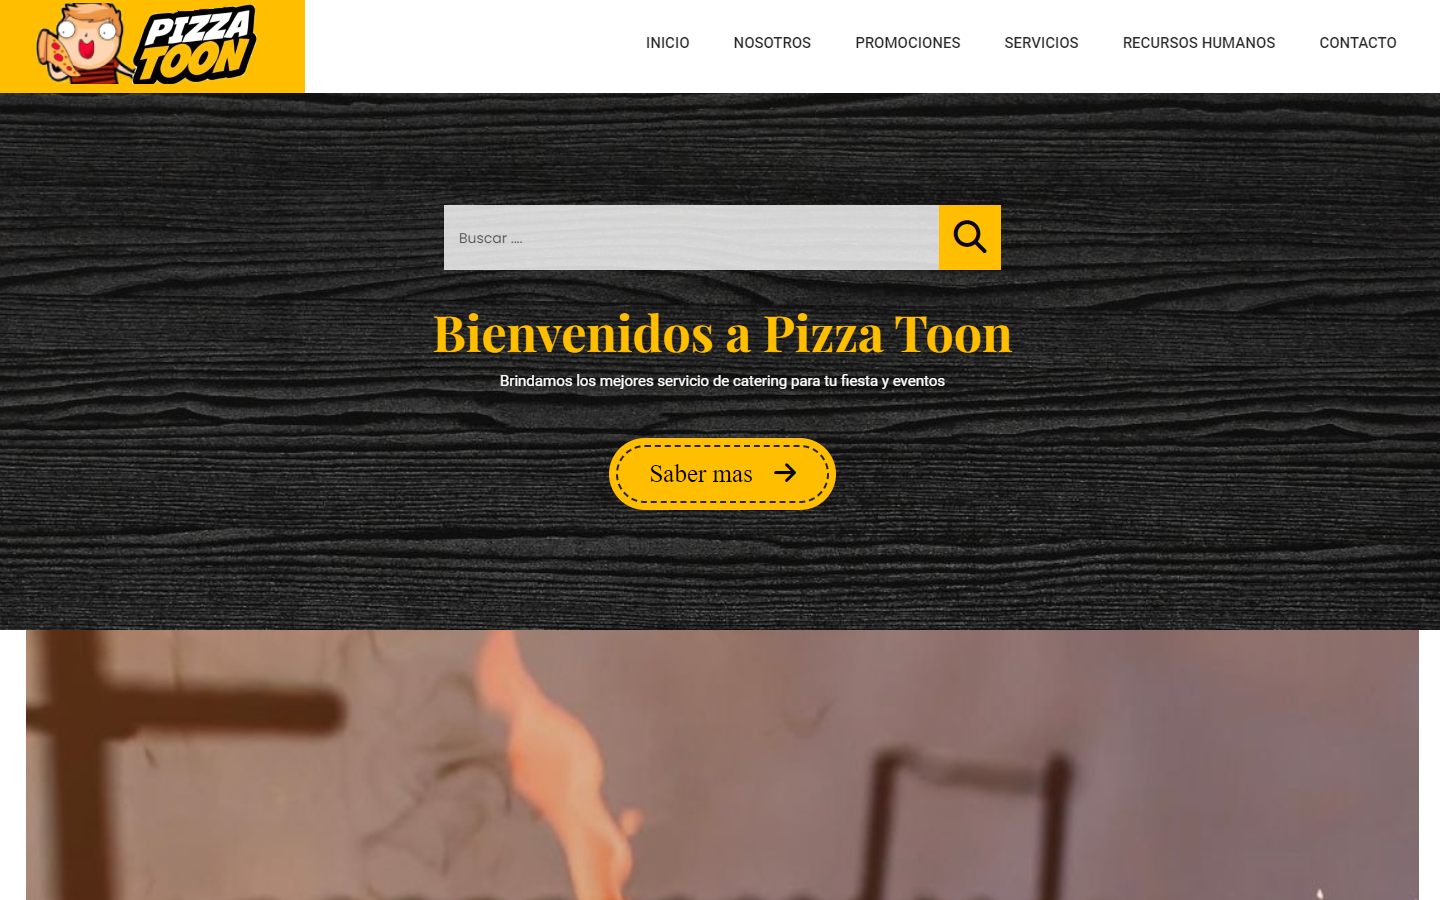 PIZZA
TOON
INICIO NOSOTROS PROMOCIONES SERVICIOS RECURSOS HUMANOS CONTACTO
Buscar ....
Bienvenidos a Pizza Toon
Brindamos los mejores servicio de catering para tu fiesta y eventos
Saber mas